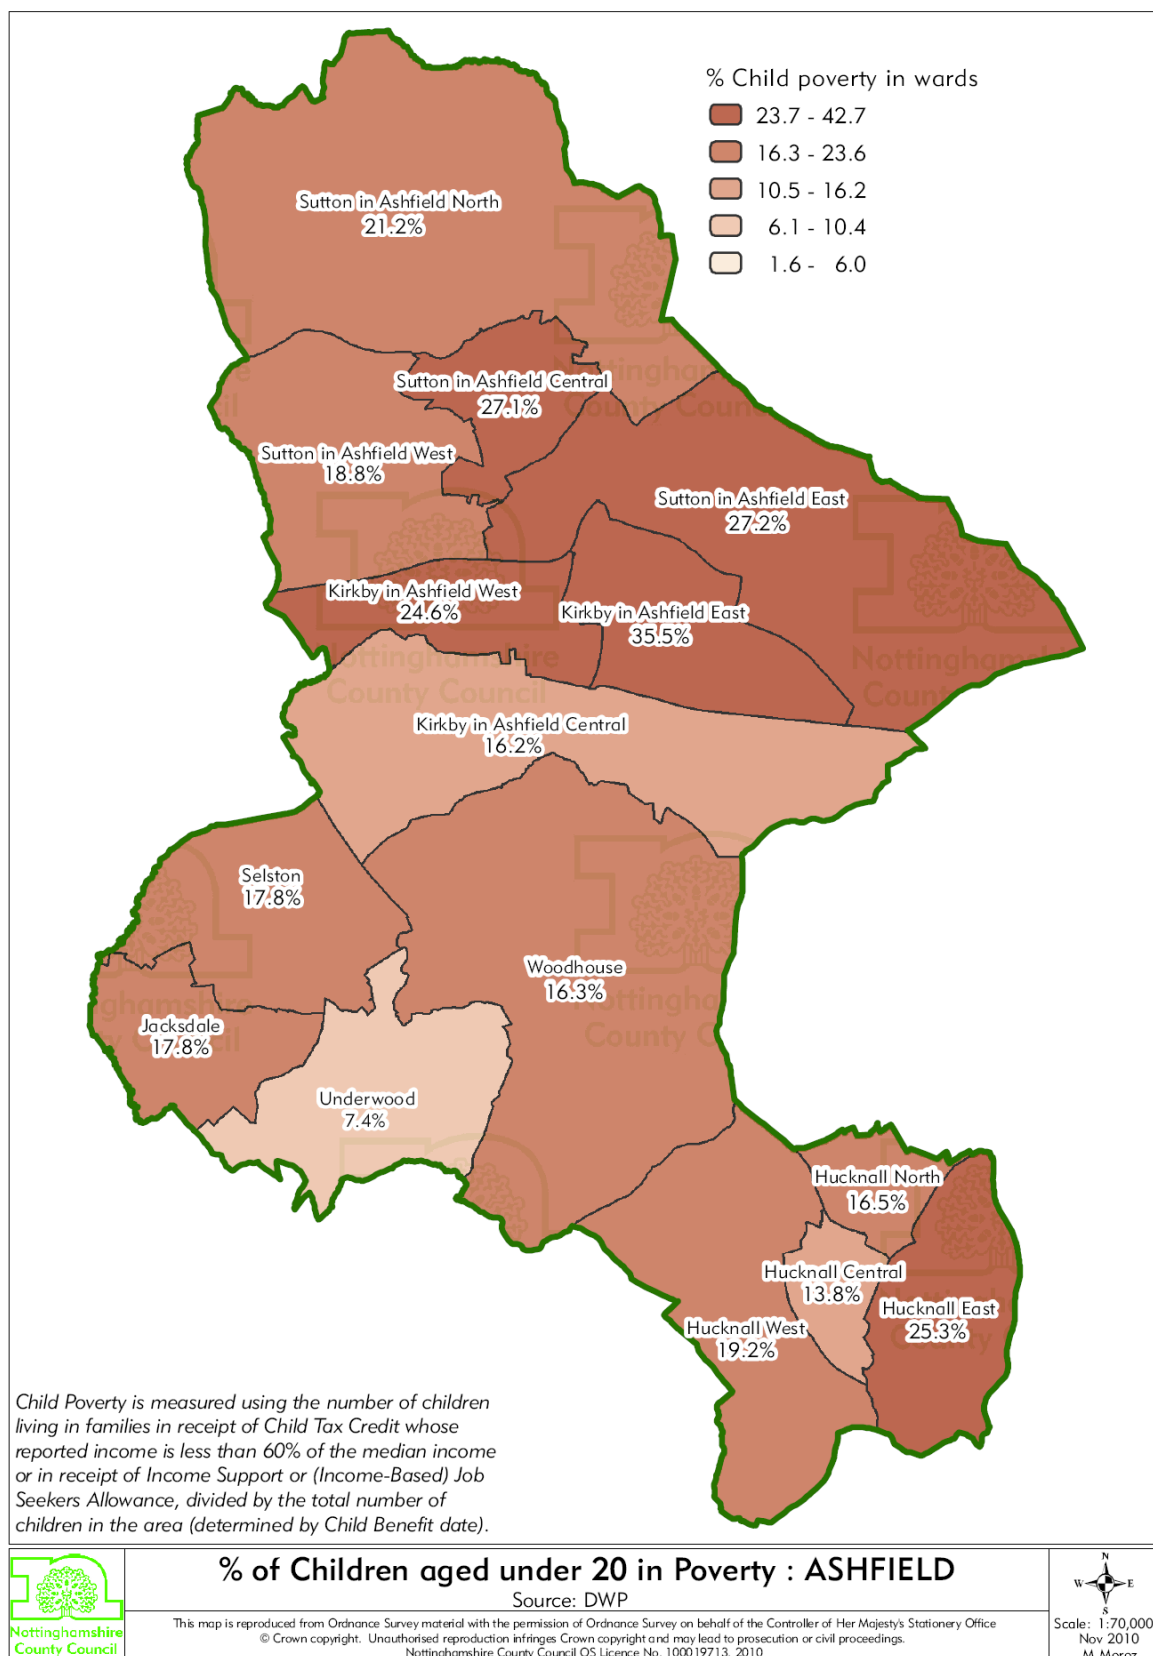 % Child poverty in wards
23.7 - 42.7
16.3 - 23.6
10.5 - 16.2
6.1 - 10.4
1.6 - 6.0
Sutton in Ashfield North
21.2%
Sutton in Ashfield Central
27.1%
Sutton in Ashfield West
18.8%
Sutton in Ashfield East
27.2%
Kirkby in Ashfield West
24.6%
Kirkby in Ashfield East
35.5%
Kirkby in Ashfield Central
16.2%
Selston
17.8%
Woodhouse
16.3%
Jacksdale
17.8%
Underwood
7.4%
Hucknall North
16.5%
Hucknall Central
13.8%
Hucknall East
25.3%
Hucknall West
19.2%
Child Poverty is measured using the number of children
living in families in receipt of Child Tax Credit whose
reported income is less than 60% of the median income
or in receipt of Income Support or (Income-Based) Job
Seekers Allowance, divided by the total number of
children in the area (determined by Child Benefit date).
Nottinghamshire
County Council
% of Children aged under 20 in Poverty : ASHFIELD
Source: DWP
This map is reproduced from Ordnance Survey material with the permission of Ordnance Survey on behalf of the Controller of Her Majesty's Stationery Office
© Crown copyright. Unauthorised reproduction infringes Crown copyright and may lead to prosecution or civil proceedings.
Nottinghamshire County Council OS Licence No. 100019713, 2010
N
W E
S
Scale: 1:70,000
Nov 2010
M Moroz